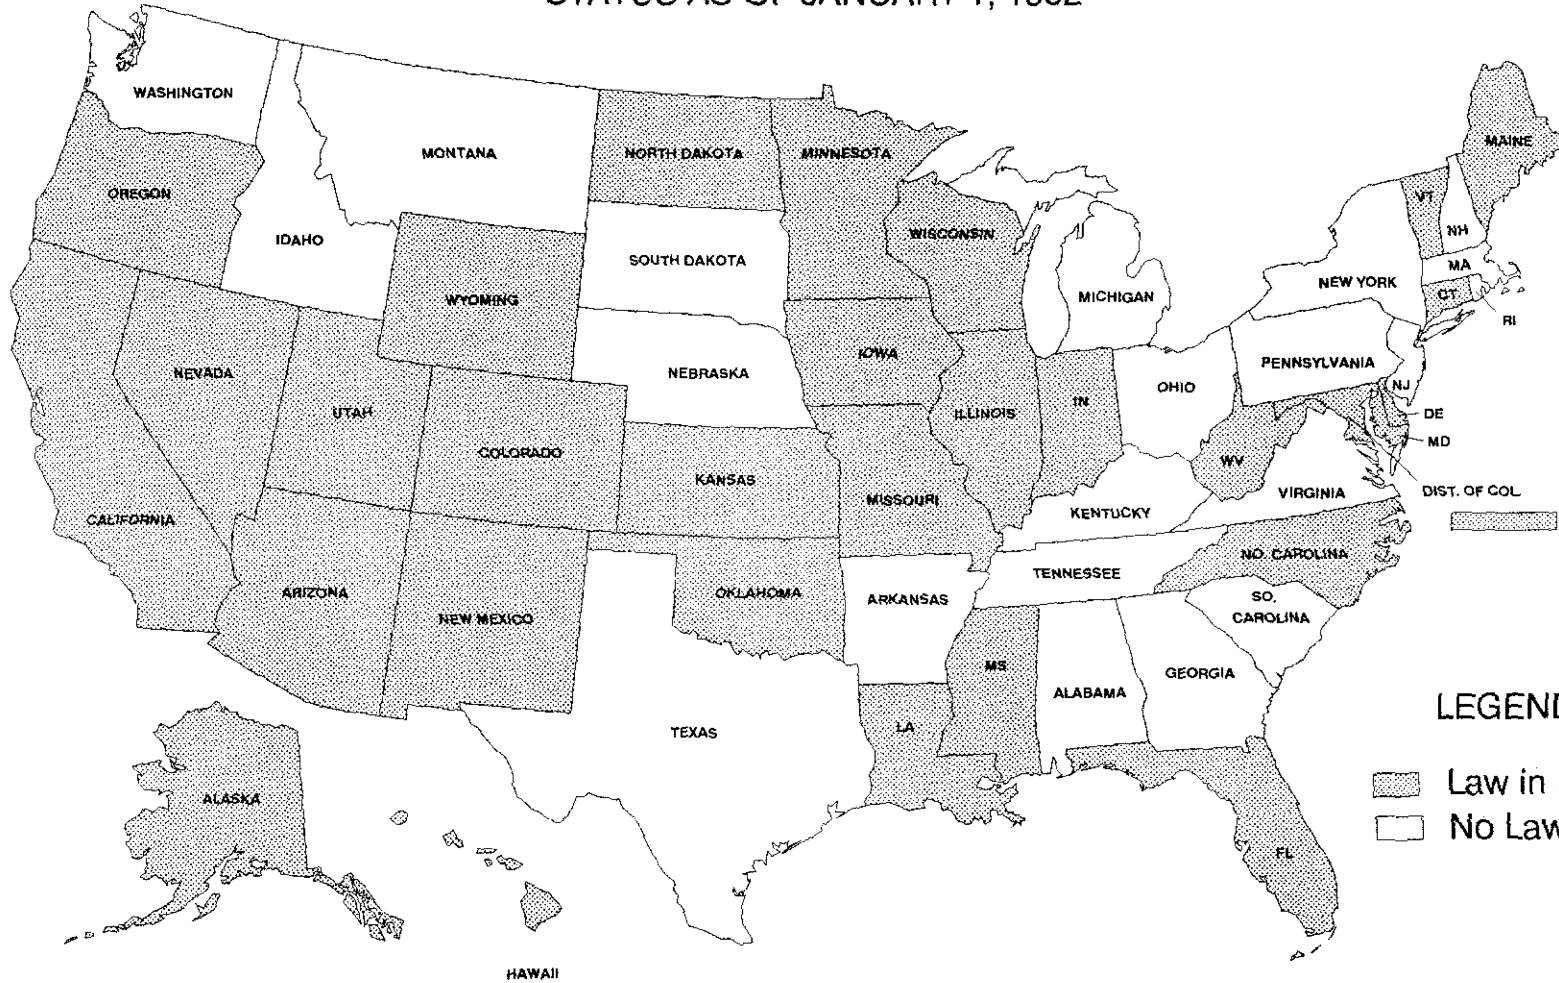 WASHINGTON
MONTANA
NORTH DAKOTA
MINNESOTA
MAINE
OREGON
IDAHO
WYOMING
SOUTH DAKOTA
WISCONSIN
MICHIGAN
NEW YORK
VT
NH
MA
CT
RI
NEVADA
UTAH
COLORADO
NEBRASKA
IOWA
ILLINOIS
IN
OHIO
PENNSYLVANIA
NJ
DE
MD
DIST. OF COL.
CALIFORNIA
KANSAS
MISSOURI
KENTUCKY
WV
VIRGINIA
ARIZONA
NEW MEXICO
OKLAHOMA
ARKANSAS
TENNESSEE
NO. CAROLINA
SO.
CAROLINA
MS
ALABAMA
GEORGIA
TEXAS
LA
FL
ALASKA
HAWAII
LEGEND
Law in
No Law